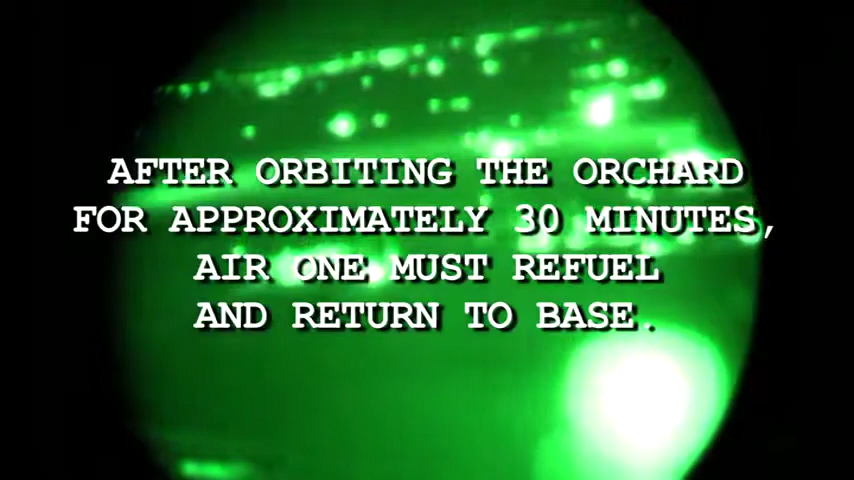 AFTER ORBITING THE ORCHARD
FOR APPROXIMATELY 30 MINUTES,
AIR ONE MUST REFUEL
AND RETURN TO BASE.